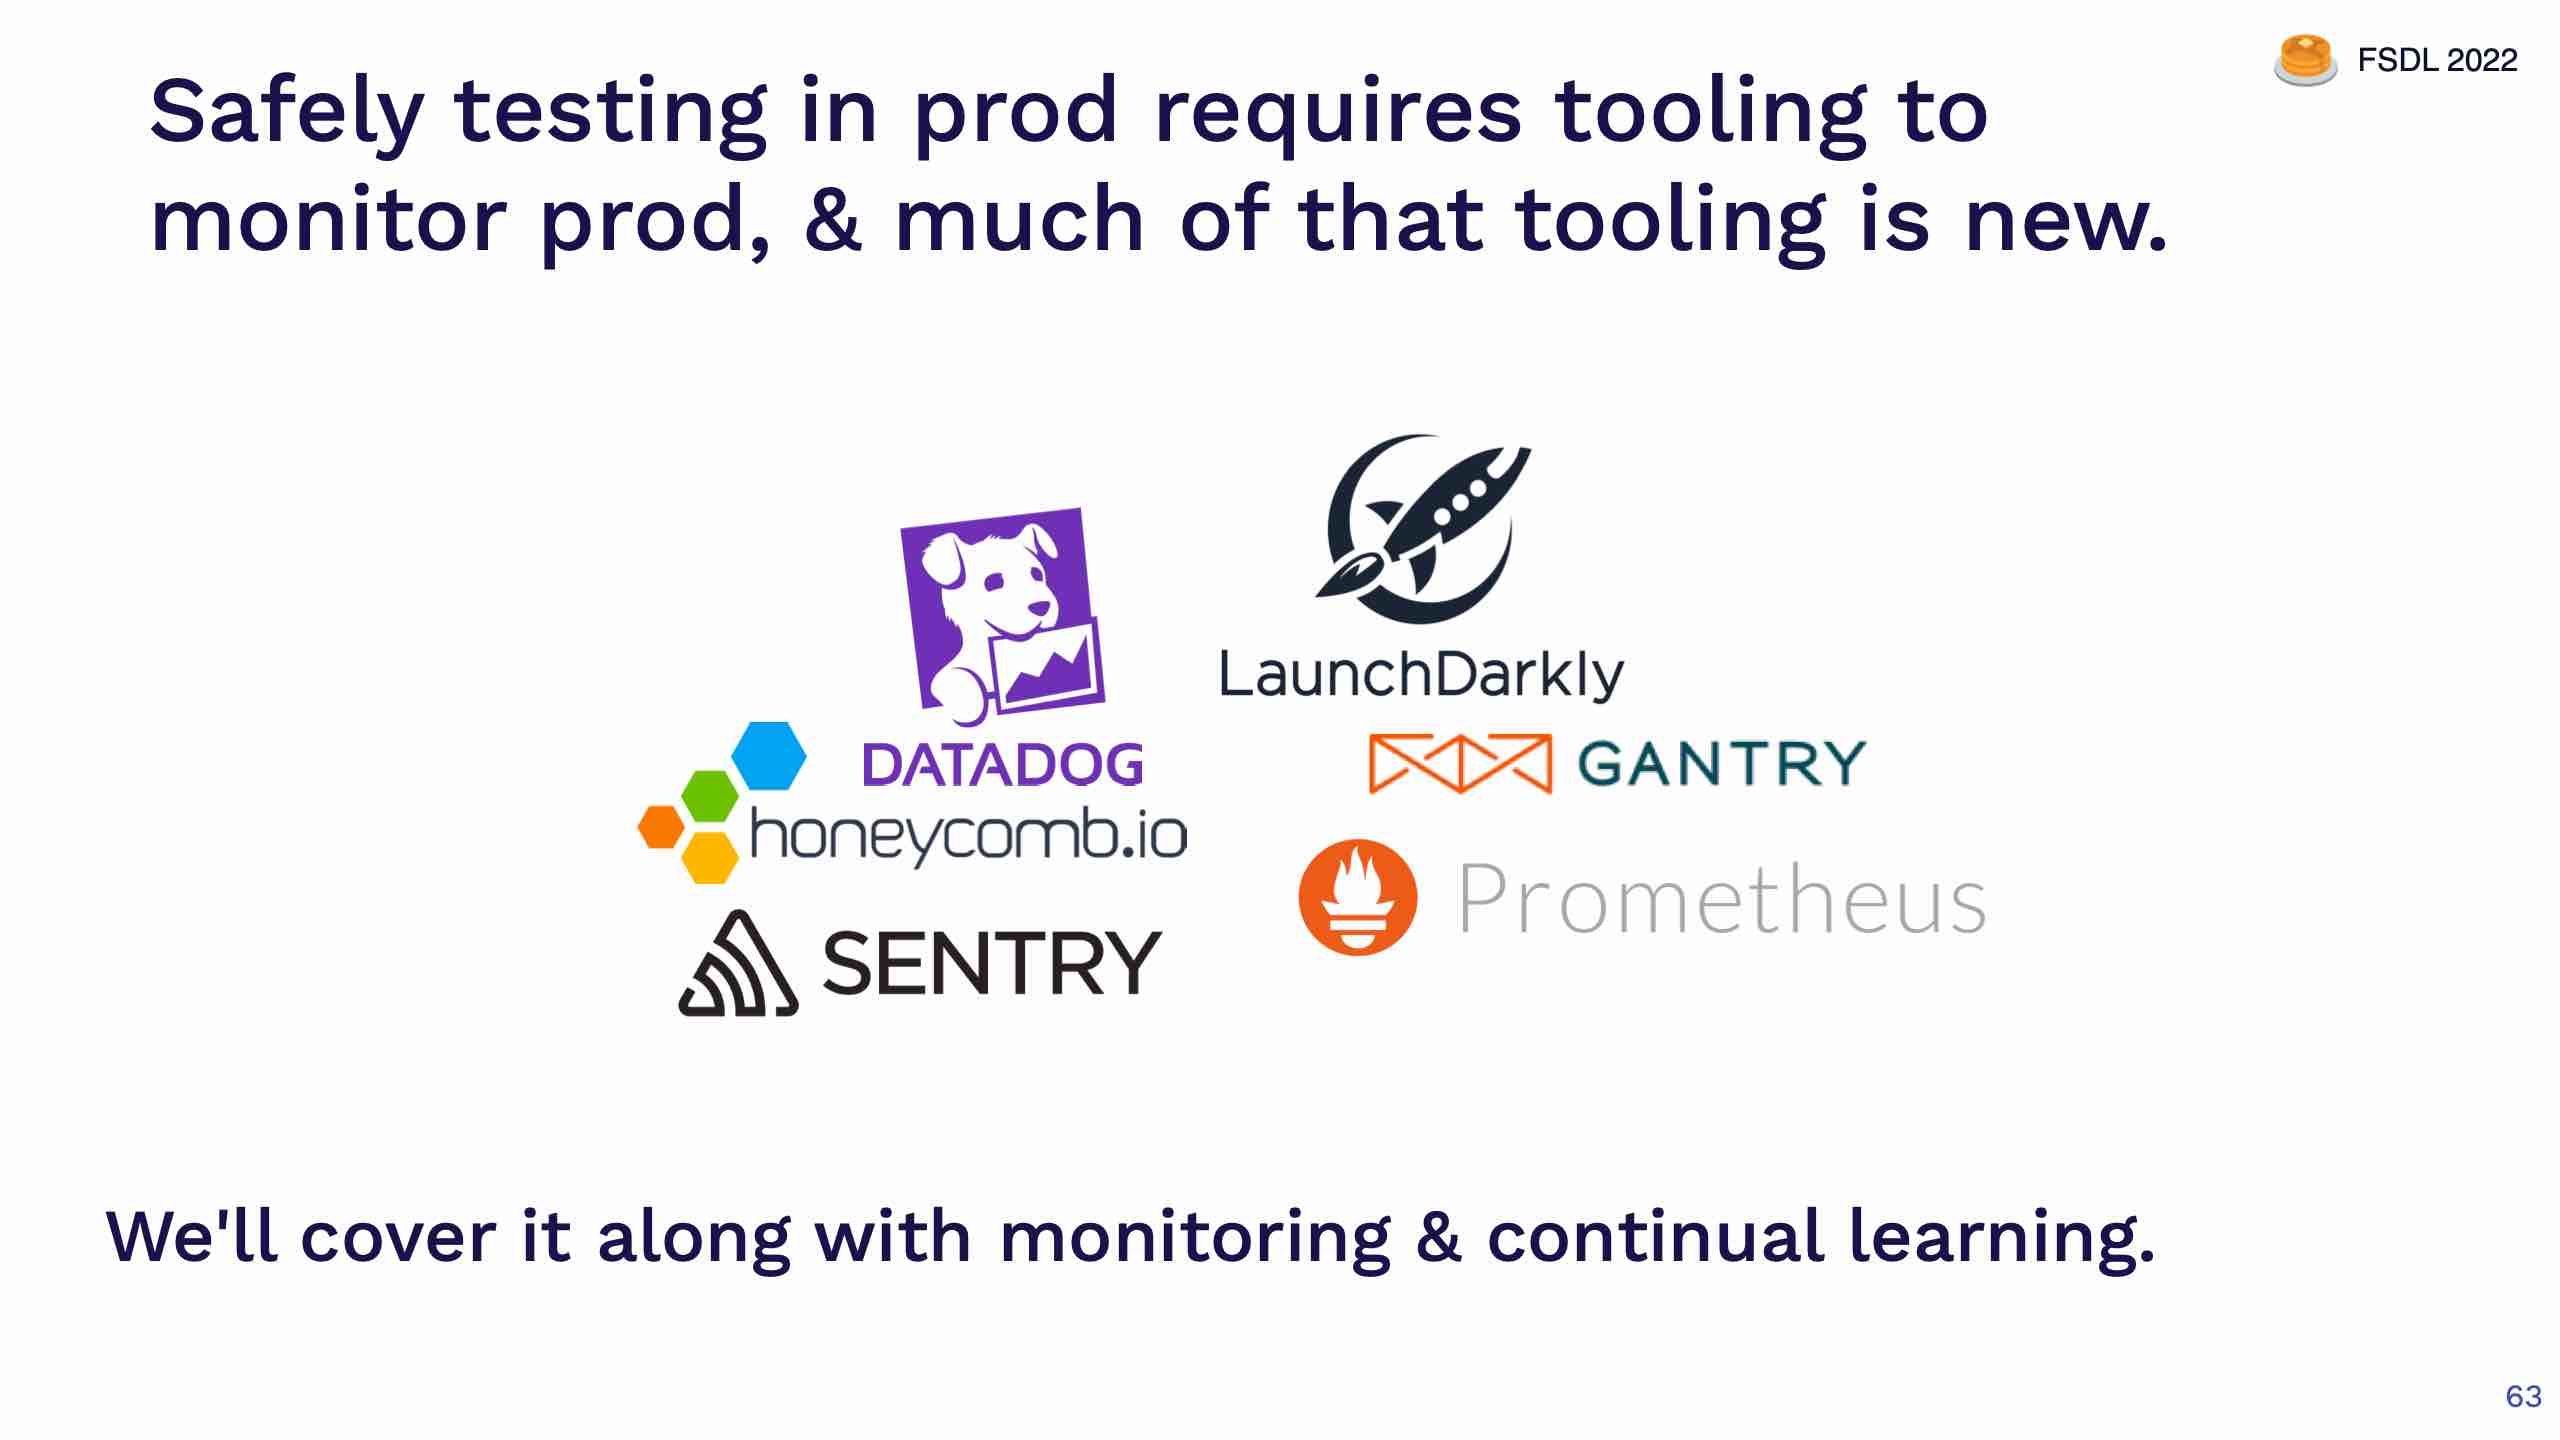 FSDL 2022
Safely testing in prod requires tooling to
monitor prod, & much of that tooling is new.
LaunchDarkly
DATADOG
GANTRY
honeycomb.io
Prometheus
SENTRY
We'll cover it along with monitoring & continual learning.
63